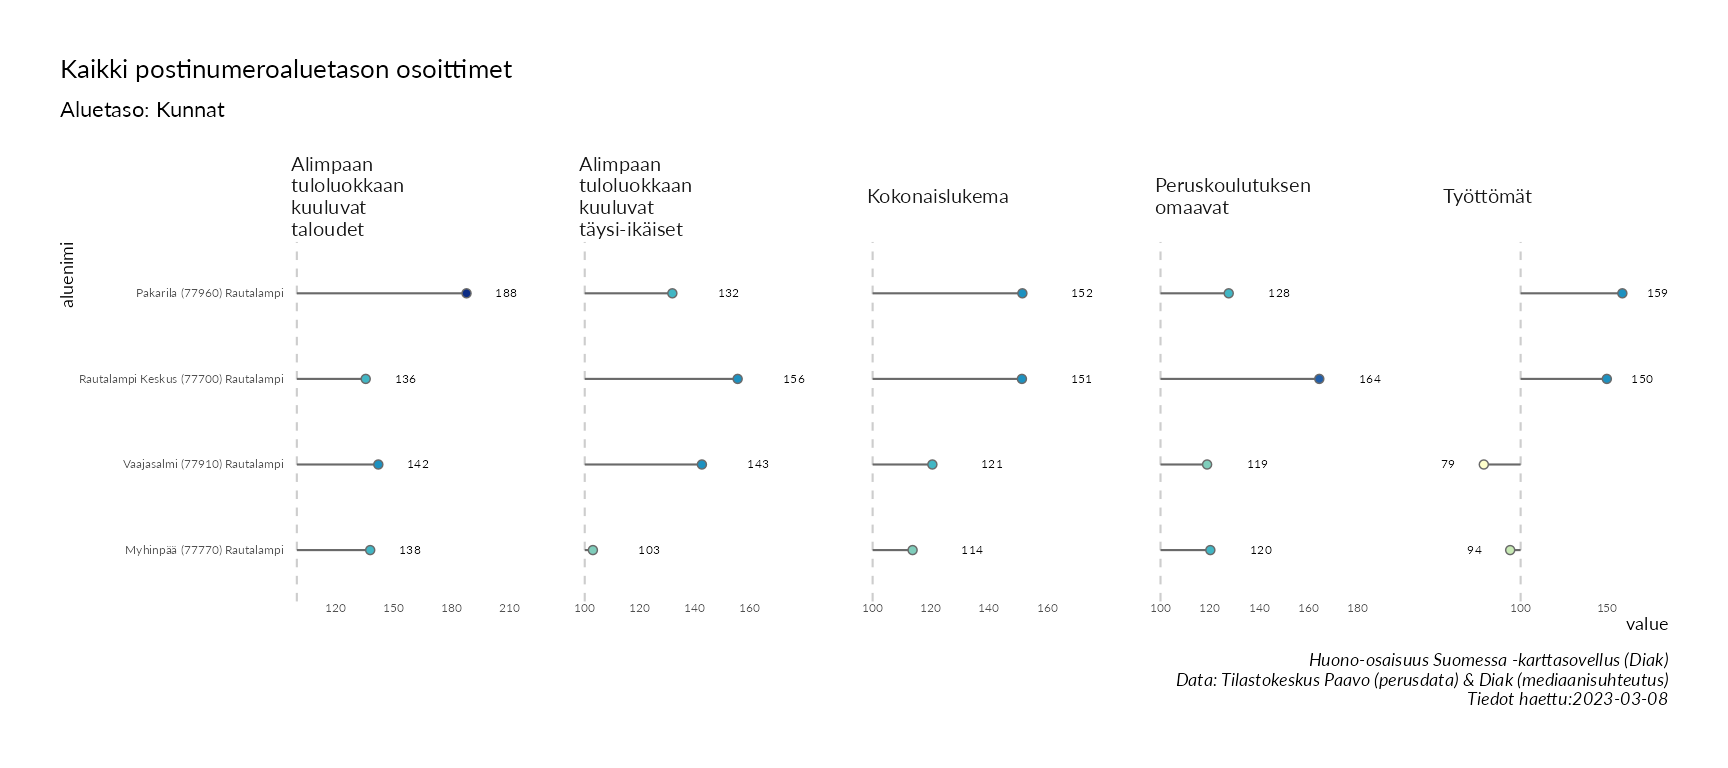 Kaikki postinumeroaluetason osoittimet
Aluetaso: Kunnat
Alimpaan
tuloluokkaan
kuuluvat
taloudet
Alimpaan
tuloluokkaan
kuuluvat
täysi-ikäiset
Kokonaislukema
Peruskoulutuksen
omaavat
Työttömät
aluenimi
Pakarila (77960) Rautalampi 188 132 152 128 159
Rautalampi Keskus (77700) Rautalampi 136 156 151 164 150
Vaajasalmi (77910) Rautalampi 142 143 121 119 79
Myhinpää (77770) Rautalampi 138 103 114 120 94
120 150 180 210 100 120 140 160 100 120 140 160 100 120 140 160 180 100 150
value
Huono-osaisuus Suomessa -karttasovellus (Diak)
Data: Tilastokeskus Paavo (perusdata) & Diak (mediaanisuhteutus)
Tiedot haettu:2023-03-08